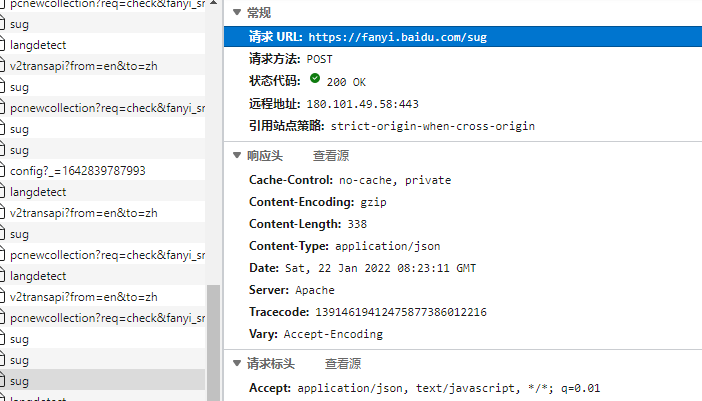 pcnewcollection?req=check&fanyi_sr
sug
langdetect
v2transapi?from=en&to=zh
sug
pcnewcollection?req=check&fanyi_sr
sug
sug
config?_=1642839787993
langdetect
v2transapi?from=en&to=zh
sug
pcnewcollection?req=check&fanyi_sr
langdetect
v2transapi?from=en&to=zh
pcnewcollection?req=check&fanyi_sr
sug
sug
sug
langdetect
常规
请求 URL: https://fanyi.baidu.com/sug
请求方法: POST
状态代码: 200 OK
远程地址: 180.101.49.58:443
引用站点策略: strict-origin-when-cross-origin
响应头 查看源
Cache-Control: no-cache, private
Content-Encoding: gzip
Content-Length: 338
Content-Type: application/json
Date: Sat, 22 Jan 2022 08:23:11 GMT
Server: Apache
Tracecode: 13914619412475877386012216
Vary: Accept-Encoding
请求标头 查看源
Accept: application/json, text/javascript, */*; q=0.01